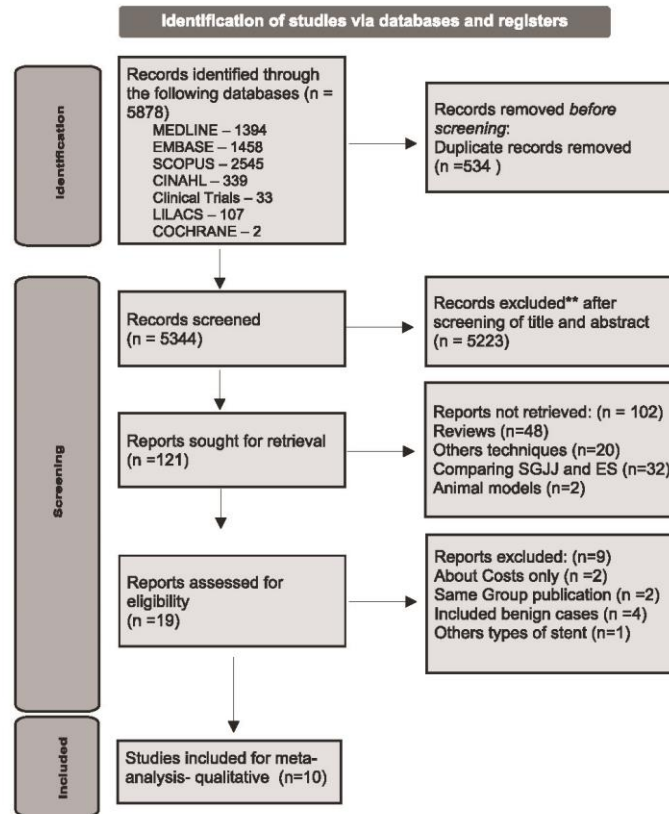 Identification of studies via databases and registers
Identification
Records identified through
the following databases (n =
5878)
MEDLINE – 1394
EMBASE – 1458
SCOPUS – 2545
CINAHL – 339
Clinical Trials – 33
LILACS – 107
COCHRANE – 2
Records removed before
screening:
Duplicate records removed
(n =534 )
Screening
Records screened
(n = 5344)
Records excluded** after
screening of title and abstract
n = 5223)
Reports sought for retrieval
(n =121)
Reports not retrieved: (n = 102)
Reviews (n=48)
Others techniques (n=20)
Comparing SGJJ and ES (n=32)
Animal models (n=2)
Reports assessed for
eligibility
(n =19)
Reports excluded: (n=9)
About Costs only (n =2)
Same Group publication (n =2)
Included benign cases (n =4)
Others types of stent (n=1)
Included
Studies included for meta-
analysis- qualitative (n=10)